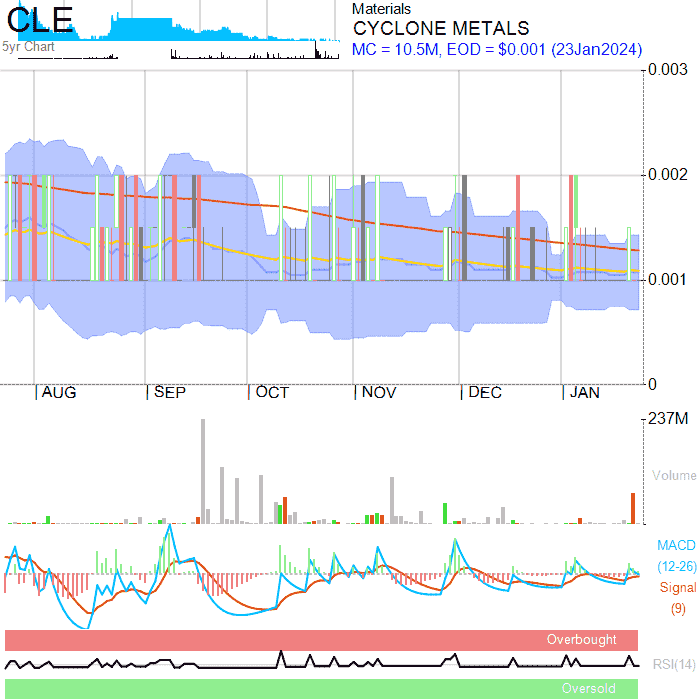 CLE
5yr Chart
Materials
CYCLONE METALS
MC = 10.5M, EOD = $0.001 (23Jan2024)
0.003
0.002
0.001
0
AUG SEP OCT NOV DEC JAN
237M
Volume
MACD
(12-26)
Signal
(9)
Overbought
RSI(14)
Oversold